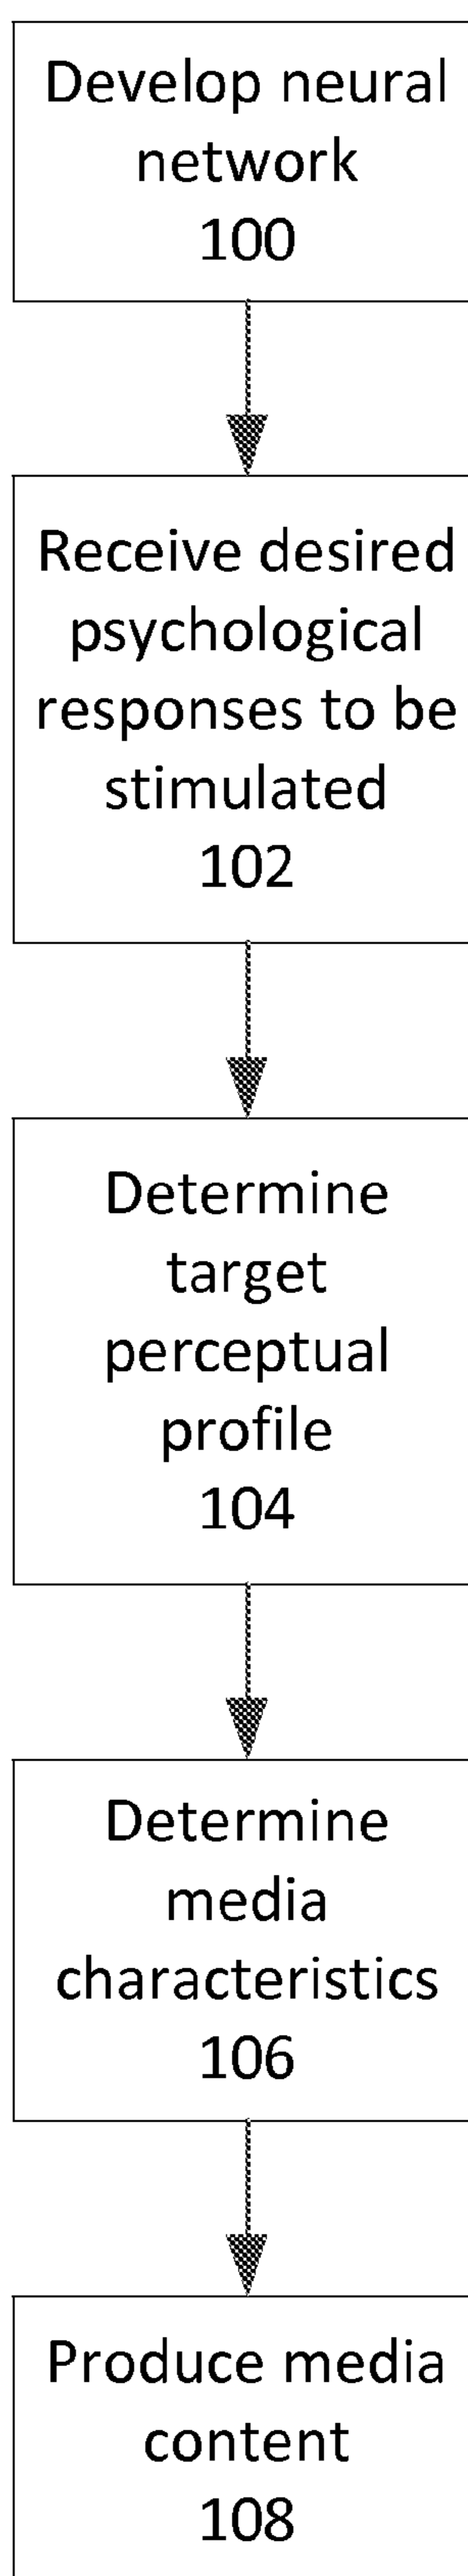 Develop neural
network
100
Receive desired
psychological
responses to be
stimulated
102
Determine
target
perceptual
profile
104
Determine
media
characteristics
106
Produce media
content
108